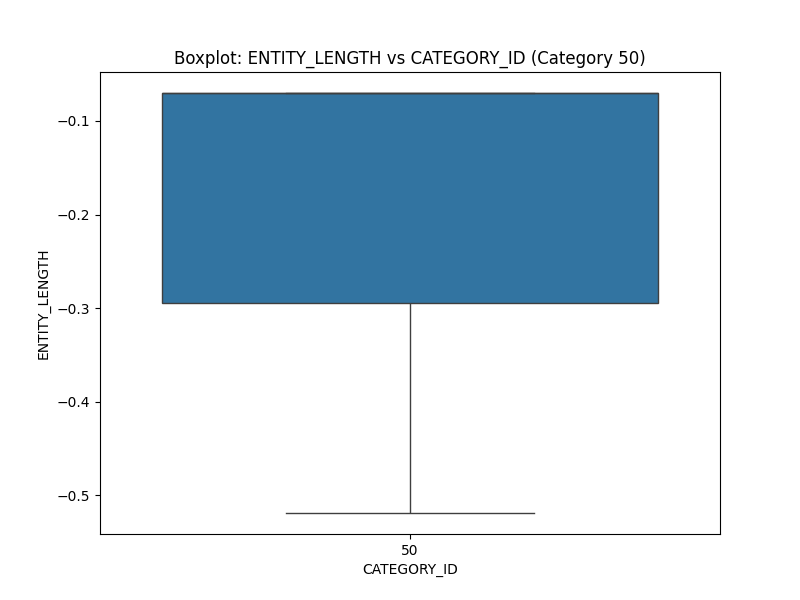 Boxplot: ENTITY_LENGTH vs CATEGORY_ID (Category 50)
−0.1
−0.2
−0.3
−0.4
−0.5
ENTITY_LENGTH
50
CATEGORY_ID